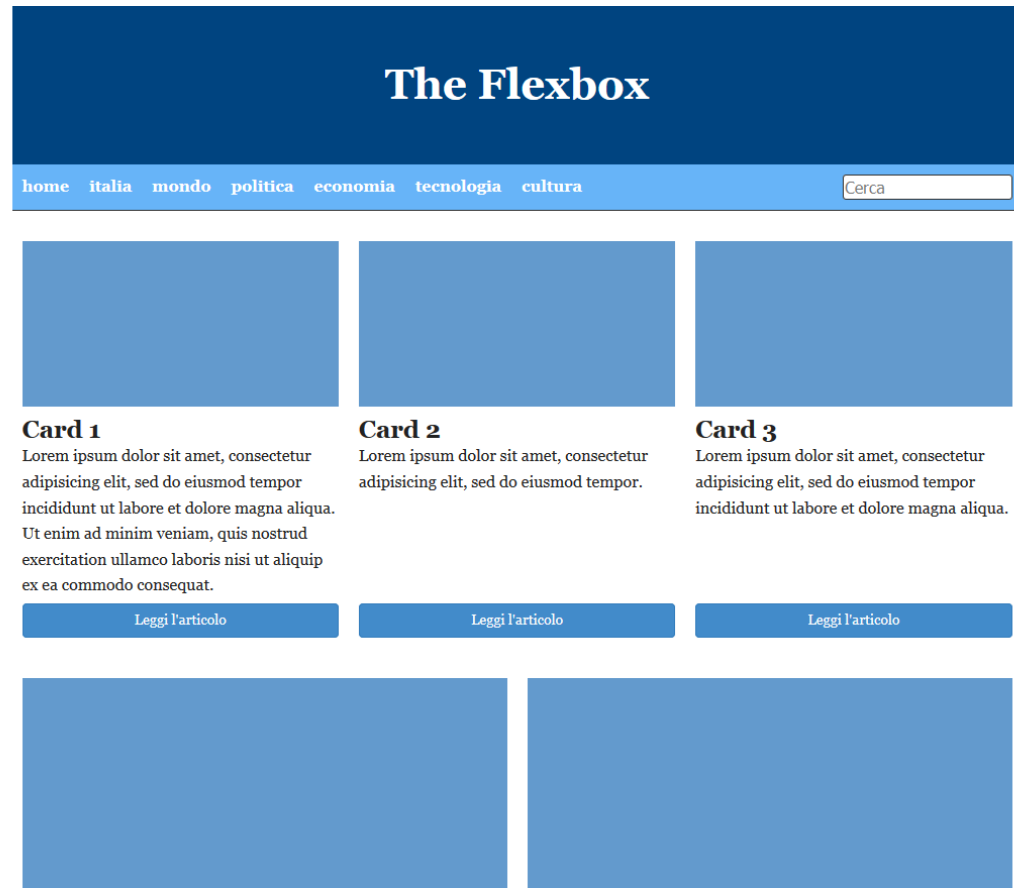 The Flexbox
home italia mondo politica economia tecnologia cultura Cerca
Card 1
Lorem ipsum dolor sit amet, consectetur
adipisicing elit, sed do eiusmod tempor
incididunt ut labore et dolore magna aliqua.
Ut enim ad minim veniam, quis nostrud
exercitation ullamco laboris nisi ut aliquip
ex ea commodo consequat.
Leggi l'articolo
Card 2
Lorem ipsum dolor sit amet, consectetur
adipisicing elit, sed do eiusmod tempor.
Leggi l'articolo
Card 3
Lorem ipsum dolor sit amet, consectetur
adipisicing elit, sed do eiusmod tempor
incididunt ut labore et dolore magna aliqua.
Leggi l'articolo